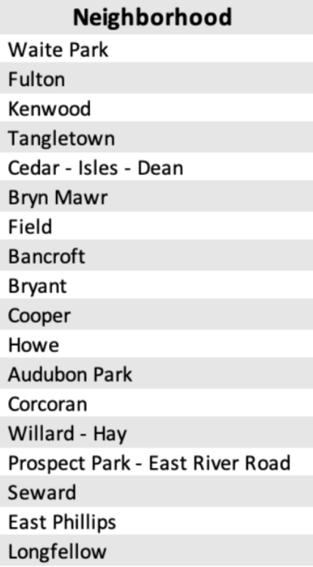 Neighborhood
Waite Park
Fulton
Kenwood
Tangletown
Cedar - Isles - Dean
Bryn Mawr
Field
Bancroft
Bryant
Cooper
Howe
Audubon Park
Corcoran
Willard - Hay
Prospect Park - East River Road
Seward
East Phillips
Longfellow